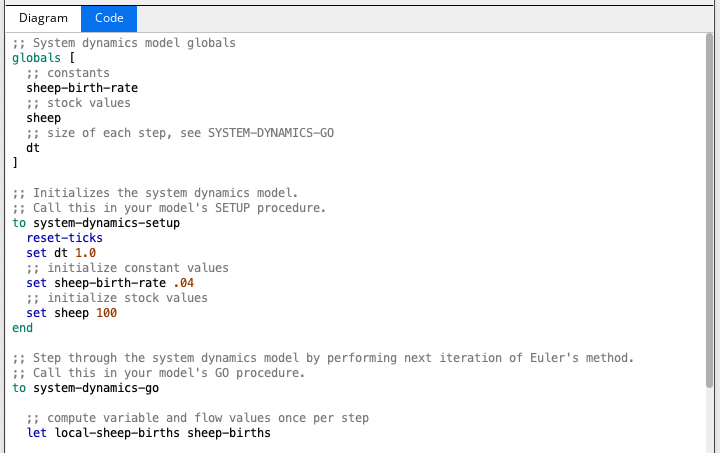 Diagram Code
;; System dynamics model globals
globals [
  ;; constants
  sheep-birth-rate
  ;; stock values
  sheep
  ;; size of each step, see SYSTEM-DYNAMICS-GO
  dt
]

;; Initializes the system dynamics model.
;; Call this in your model's SETUP procedure.
to system-dynamics-setup
  reset-ticks
  set dt 1.0
  ;; initialize constant values
  set sheep-birth-rate .04
  ;; initialize stock values
  set sheep 100
end

;; Step through the system dynamics model by performing next iteration of Euler's method.
;; Call this in your model's GO procedure.
to system-dynamics-go

  ;; compute variable and flow values once per step
  let local-sheep-births sheep-births